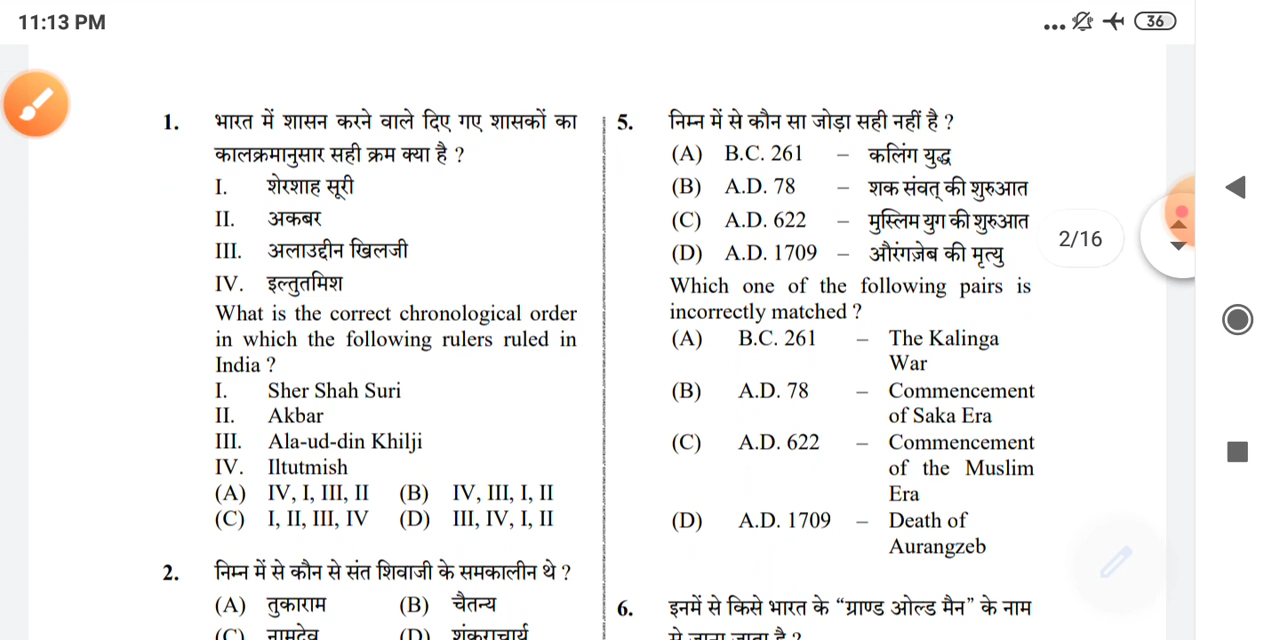 11:13 PM
36
1. भारत में शासन करने वाले दिए गए शासकों का
कालक्रमानुसार सही क्रम क्या है ?
I. शेरशाह सूरी
II. अकबर
III. अलाउद्दीन खिलजी
IV. इल्तुतमिश
What is the correct chronological order
in which the following rulers ruled in
India ?
I. Sher Shah Suri
II. Akbar
III. Ala-ud-din Khilji
IV. Iltutmish
(A) IV, I, III, II (B) IV, III, I, II
(C) I, II, III, IV (D) III, IV, I, II
2. निम्न में से कौन से संत शिवाजी के समकालीन थे ?
(A) तुकाराम (B) चैतन्य
(C) नामदेव (D) शंकराचार्य
5. निम्न में से कौन सा जोड़ा सही नहीं है ?
(A) B.C. 261 – कलिंग युद्ध
(B) A.D. 78 – शक संवत् की शुरुआत
(C) A.D. 622 – मुस्लिम युग की शुरुआत
(D) A.D. 1709 – औरंगज़ेब की मृत्यु
Which one of the following pairs is
incorrectly matched ?
(A) B.C. 261 – The Kalinga
War
(B) A.D. 78 – Commencement
of Saka Era
(C) A.D. 622 – Commencement
of the Muslim
Era
(D) A.D. 1709 – Death of
Aurangzeb
6. इनमें से किसे भारत के “ग्राण्ड ओल्ड मैन” के नाम
से जाना जाता है ?
2/16